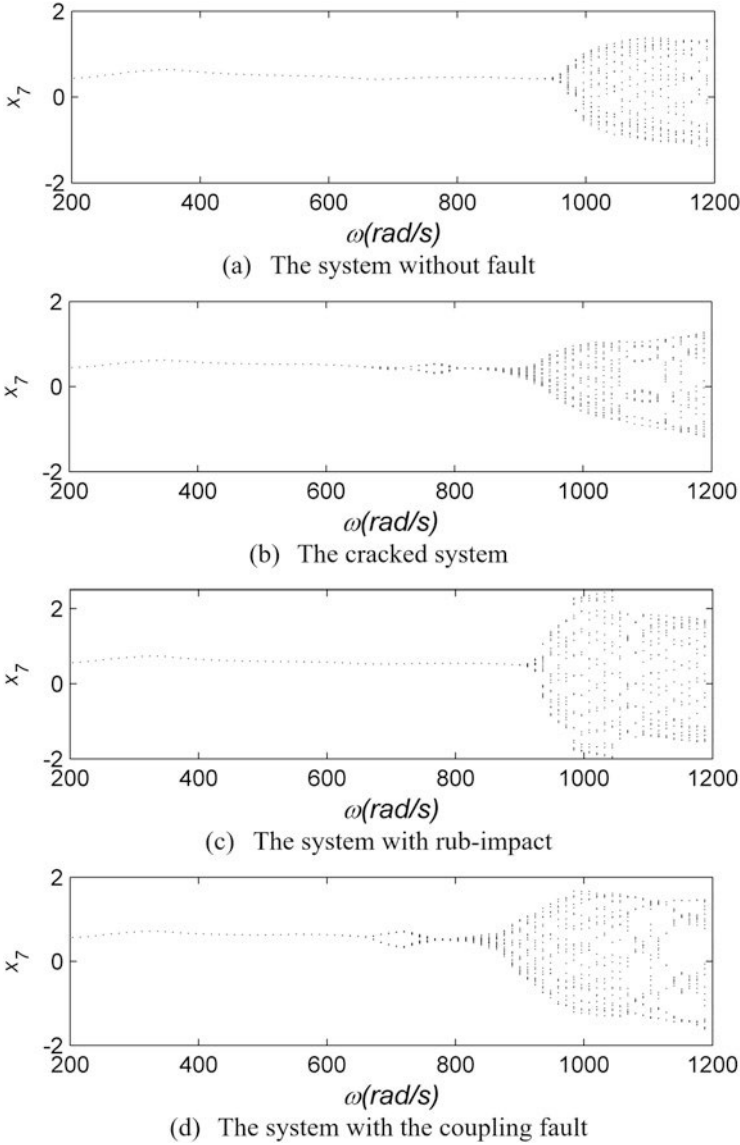 2
0
-2
x7
200 400 600 800 1000 1200
ω(rad/s)
(a) The system without fault
2
0
-2
x7
200 400 600 800 1000 1200
ω(rad/s)
(b) The cracked system
2
0
-2
x7
200 400 600 800 1000 1200
ω(rad/s)
(c) The system with rub-impact
2
0
-2
x7
200 400 600 800 1000 1200
ω(rad/s)
(d) The system with the coupling fault